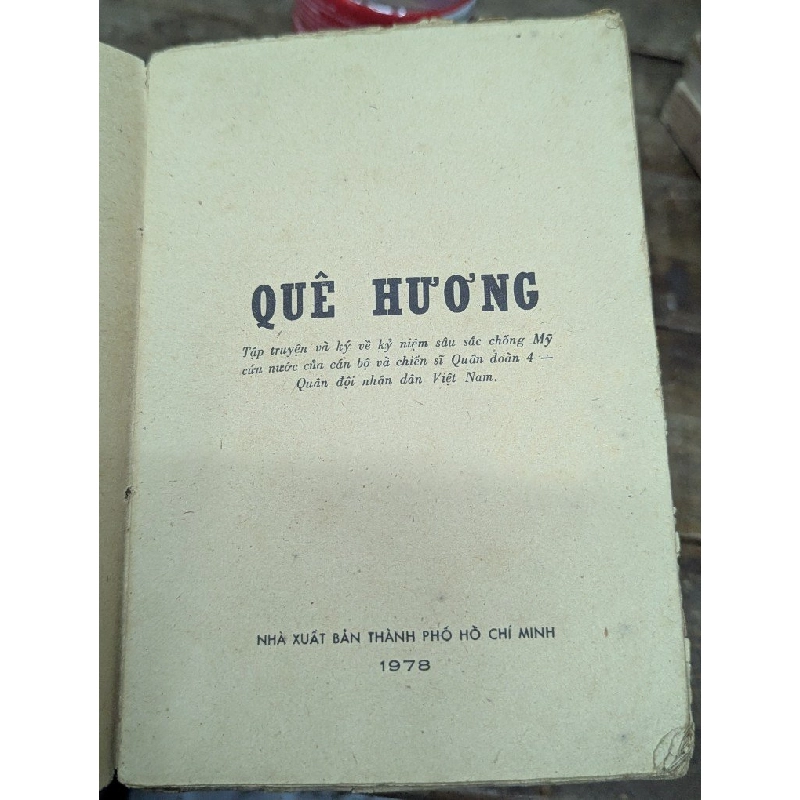 QUÊ HƯƠNG
Tập truyện và ký về kỷ niệm sâu sắc chống Mỹ
cứu nước của cán bộ và chiến sĩ Quân đoàn 4 —
Quân đội nhân dân Việt Nam.
NHÀ XUẤT BẢN THÀNH PHỐ HỒ CHÍ MINH
1978